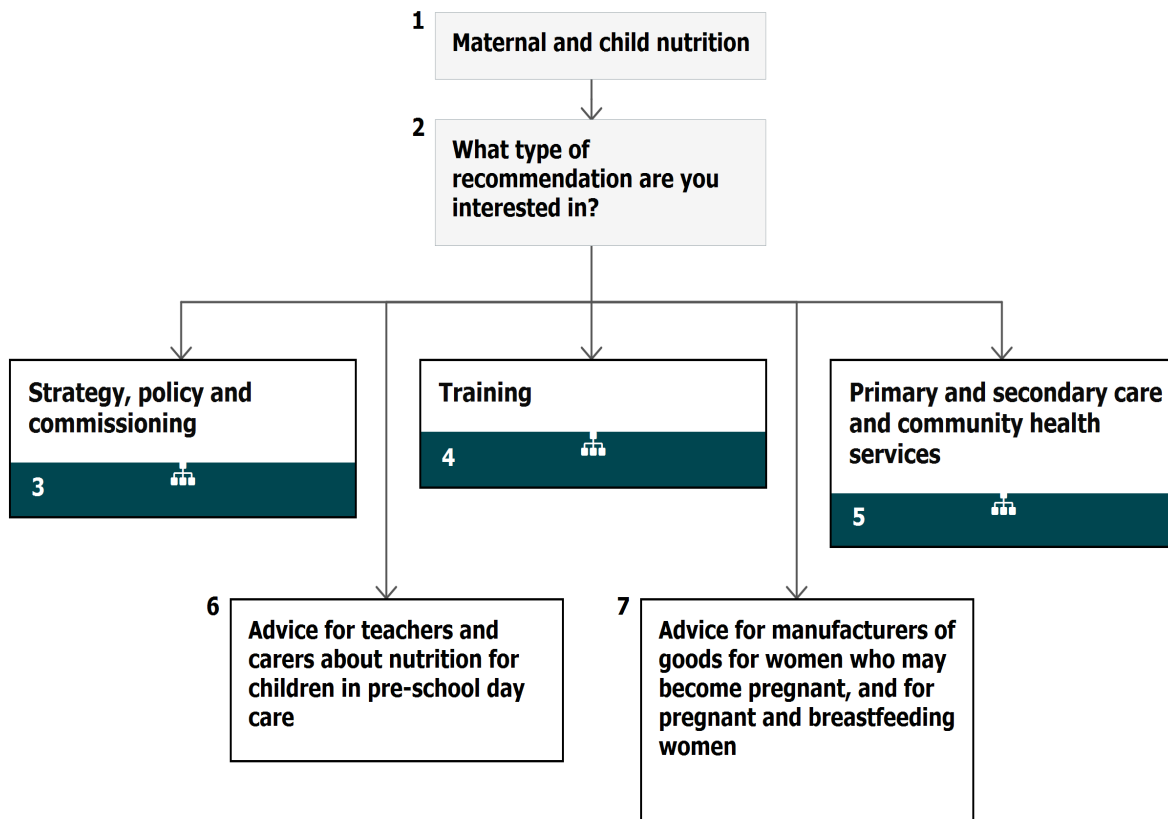 1
Maternal and child nutrition
2
What type of
recommendation are you
interested in?
Strategy, policy and
commissioning
3
Training
4
Primary and secondary care
and community health
services
5
6
Advice for teachers and
carers about nutrition for
children in pre-school day
care
7
Advice for manufacturers of
goods for women who may
become pregnant, and for
pregnant and breastfeeding
women